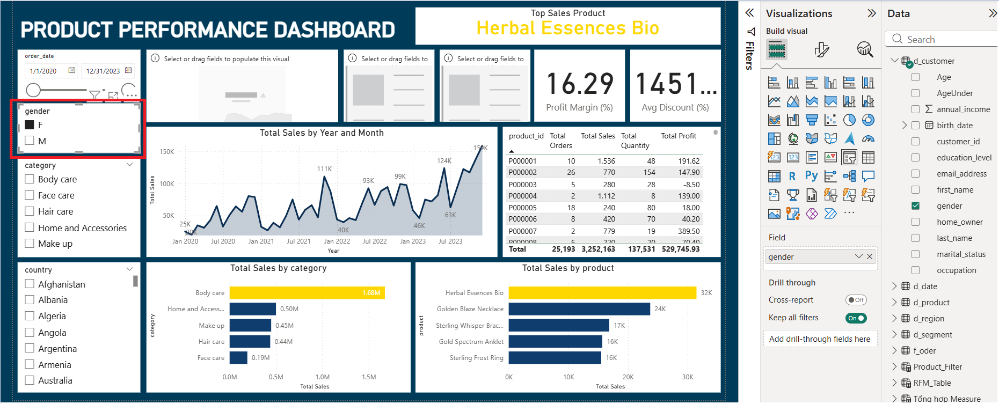 PRODUCT PERFORMANCE DASHBOARD
Top Sales Product
Herbal Essences Bio
order_date
1/1/2020
12/31/2023
gender
F
M
category
Body care
Face care
Hair care
Home and Accessories
Make up
country
Afghanistan
Albania
Algeria
Angola
Argentina
Armenia
Australia
Select or drag fields to populate this visual
Select or drag fields to
Select or drag fields to
16.29
Profit Margin (%)
1451...
Avg Discount (%)
Total Sales by Year and Month
Total Sales
150K
100K
50K
25K
111K
40K
93K
99K
46K
124K
63K
159K
Jan 2020 Jul 2020 Jan 2021 Jul 2021 Jan 2022 Jul 2022 Jan 2023 Jul 2023
Year
product_id Total Orders Total Sales Total Quantity Total Profit
P000001 10 1,536 48 191.62
P000002 26 770 154 147.90
P000003 5 280 28 -8.50
P000004 2 1,112 8 139.00
P000005 18 240 80 18.00
P000006 8 420 70 40.20
P000007 2 779 19 389.50
P000008 6 220 20 70.40
Total 25,193 3,252,163 137,531 529,745.93
Total Sales by category
category
Body care 1.68M
Home and Access... 0.50M
Make up 0.45M
Hair care 0.44M
Face care 0.19M
0.0M 0.5M 1.0M 1.5M
Total Sales
Total Sales by product
product
Herbal Essences Bio 32K
Golden Blaze Necklace 24K
Sterling Whisper Brac... 17K
Gold Spectrum Anklet 16K
Sterling Frost Ring 16K
0K 10K 20K 30K
Total Sales
Filters
Visualizations
Build visual
123
123
R
Py
Field
gender
Drill through
Cross-report
Off
Keep all filters
On
Add drill-through fields here
Data
Search
d_customer
Age
AgeUnder
annual_income
birth_date
customer_id
education_level
email_address
first_name
gender
home_owner
last_name
marital_status
occupation
d_date
d_product
d_region
d_segment
f_oder
Product_Filter
RFM_Table
Tổng hợp Measure